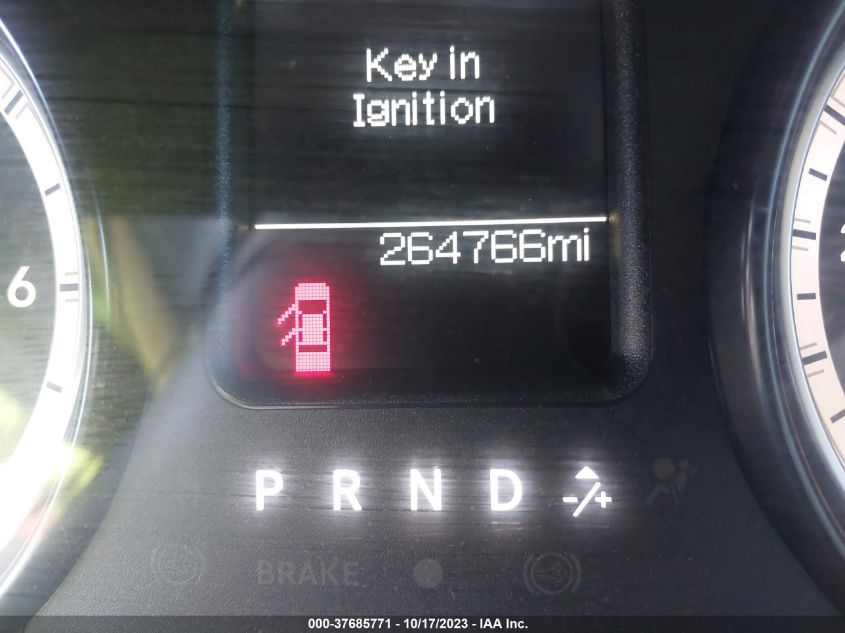 Key in
Ignition
264766mi
6
P R N D -/+
BRAKE
000-37685771 - 10/17/2023 - IAA Inc.